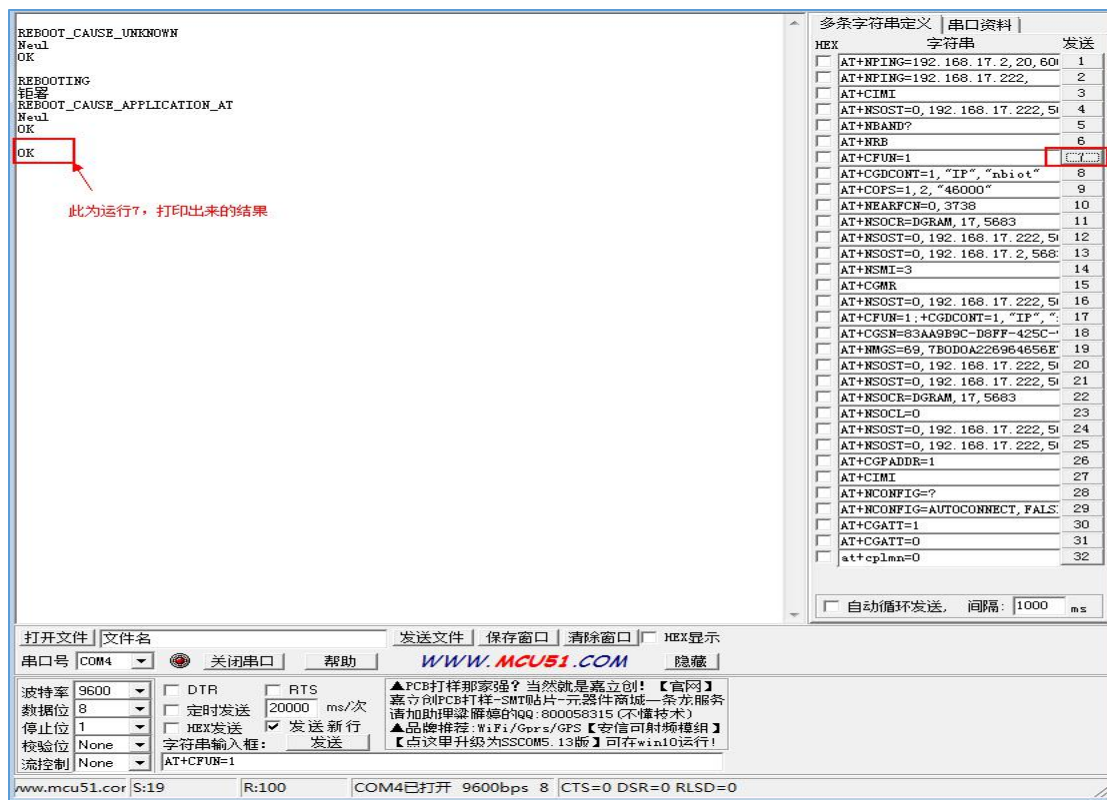 REBOOT_CAUSE_UNKNOWN
Neul
OK
REBOOTING
钜署
REBOOT_CAUSE_APPLICATION_AT
Neul
OK
OK
此为运行7，打印出来的结果
多条字符串定义 串口资料
HEX 字符串 发送
AT+NPING=192.168.17.2,20,60 1
AT+NPING=192.168.17.222, 2
AT+CIMI 3
AT+NSOST=0,192.168.17.222,5 4
AT+NBAND? 5
AT+NRB 6
AT+CFUN=1 7
AT+CGDCONT=1,"IP","nbiot" 8
AT+COPS=1,2,"46000" 9
AT+NEARFCN=0,3738 10
AT+NSOCR=DGRAM,17,5683 11
AT+NSOST=0,192.168.17.222,5 12
AT+NSOST=0,192.168.17.2,568 13
AT+NSMI=3 14
AT+CGMR 15
AT+NSOST=0,192.168.17.222,5 16
AT+CFUN=1;+CGDCONT=1,"IP", 17
AT+CGSN=83AA9B9C-D8FF-425C- 18
AT+NMGS=69,7B0D0A226964656E 19
AT+NSOST=0,192.168.17.222,5 20
AT+NSOST=0,192.168.17.222,5 21
AT+NSOCR=DGRAM,17,5683 22
AT+NSOCL=0 23
AT+NSOST=0,192.168.17.222,5 24
AT+NSOST=0,192.168.17.222,5 25
AT+CGPADDR=1 26
AT+CIMI 27
AT+NCONFIG=? 28
AT+NCONFIG=AUTOCONNECT,FALS 29
AT+CGATT=1 30
AT+CGATT=0 31
at+cplmn=0 32
自动循环发送, 间隔: 1000 ms
打开文件 文件名 发送文件 保存窗口 清除窗口 HEX显示
串口号 COM4 关闭串口 帮助 WWW.MCU51.COM 隐藏
波特率 9600 DTR RTS
数据位 8 定时发送 20000 ms/次
停止位 1 HEX发送 发送新行
校验位 None 字符串输入框: 发送
流控制 None AT+CFUN=1
▲PCB打样那家强? 当然就是嘉立创! 【官网】
嘉立创PCB打样-SMT贴片-元器件商城一条龙服务
请加助理梁雁婷的QQ:800058315(不懂技术)
▲品牌推荐:WiFi/Gprs/GPS【安信可射频模组】
【点这里升级为SSCOM5.13版】可在win10运行!
www.mcu51.cor S:19 R:100 COM4已打开 9600bps 8 CTS=0 DSR=0 RLSD=0